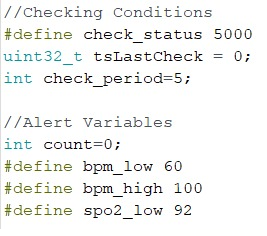 //Checking Conditions
#define check_status 5000
uint32_t tsLastCheck = 0;
int check_period=5;

//Alert Variables
int count=0;
#define bpm_low 60
#define bpm_high 100
#define spo2_low 92